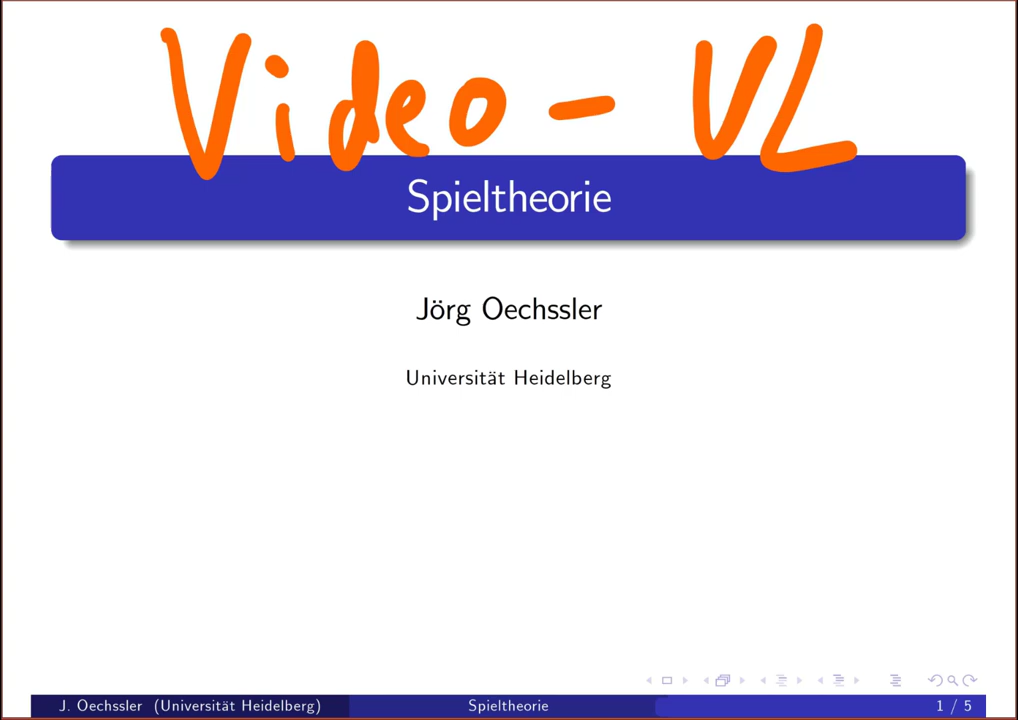 Video - VL
Spieltheorie
Jörg Oechssler
Universität Heidelberg
J. Oechssler (Universität Heidelberg) Spieltheorie 1 / 5